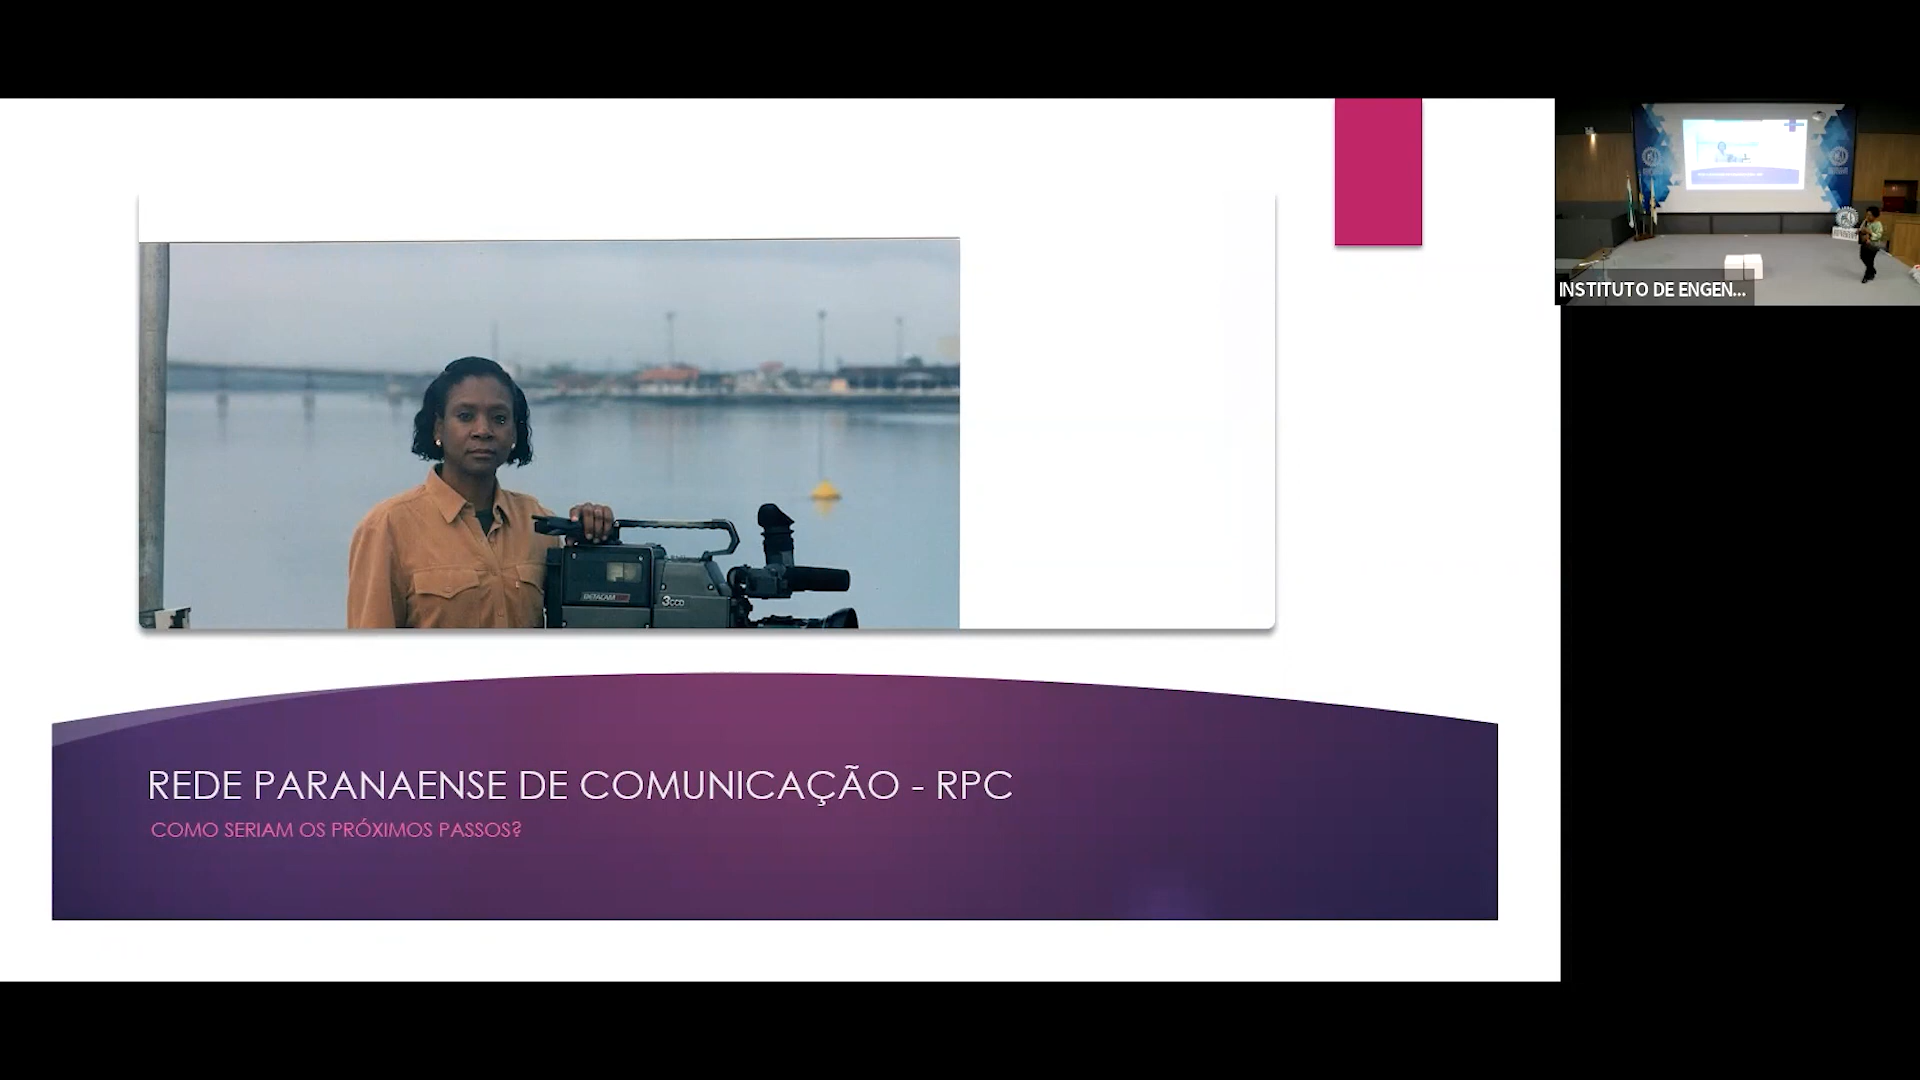 INSTITUTO DE ENGEN...
BETACAM
3CCD
REDE PARANAENSE DE COMUNICAÇÃO - RPC
COMO SERIAM OS PRÓXIMOS PASSOS?